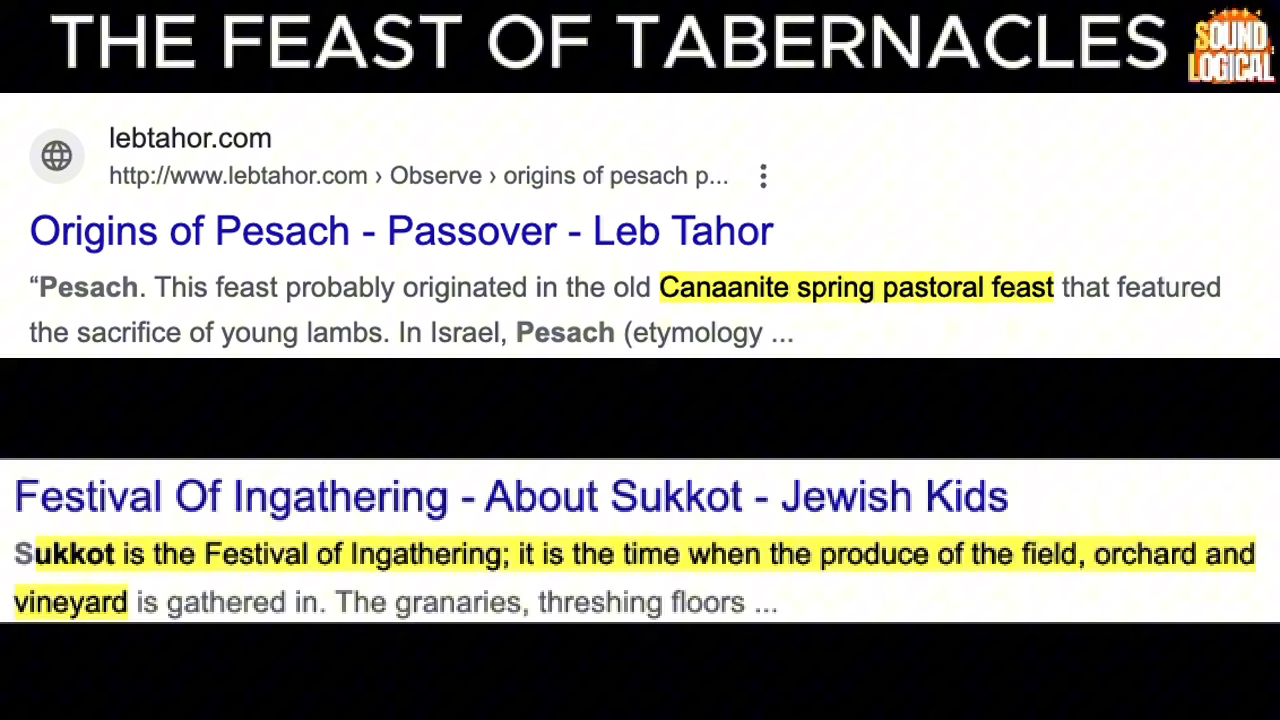 THE FEAST OF TABERNACLES
SOUND
LOGICAL
lebtahor.com
http://www.lebtahor.com › Observe › origins of pesach p...
Origins of Pesach - Passover - Leb Tahor
“Pesach. This feast probably originated in the old Canaanite spring pastoral feast that featured
the sacrifice of young lambs. In Israel, Pesach (etymology ...
Festival Of Ingathering - About Sukkot - Jewish Kids
Sukkot is the Festival of Ingathering; it is the time when the produce of the field, orchard and
vineyard is gathered in. The granaries, threshing floors ...